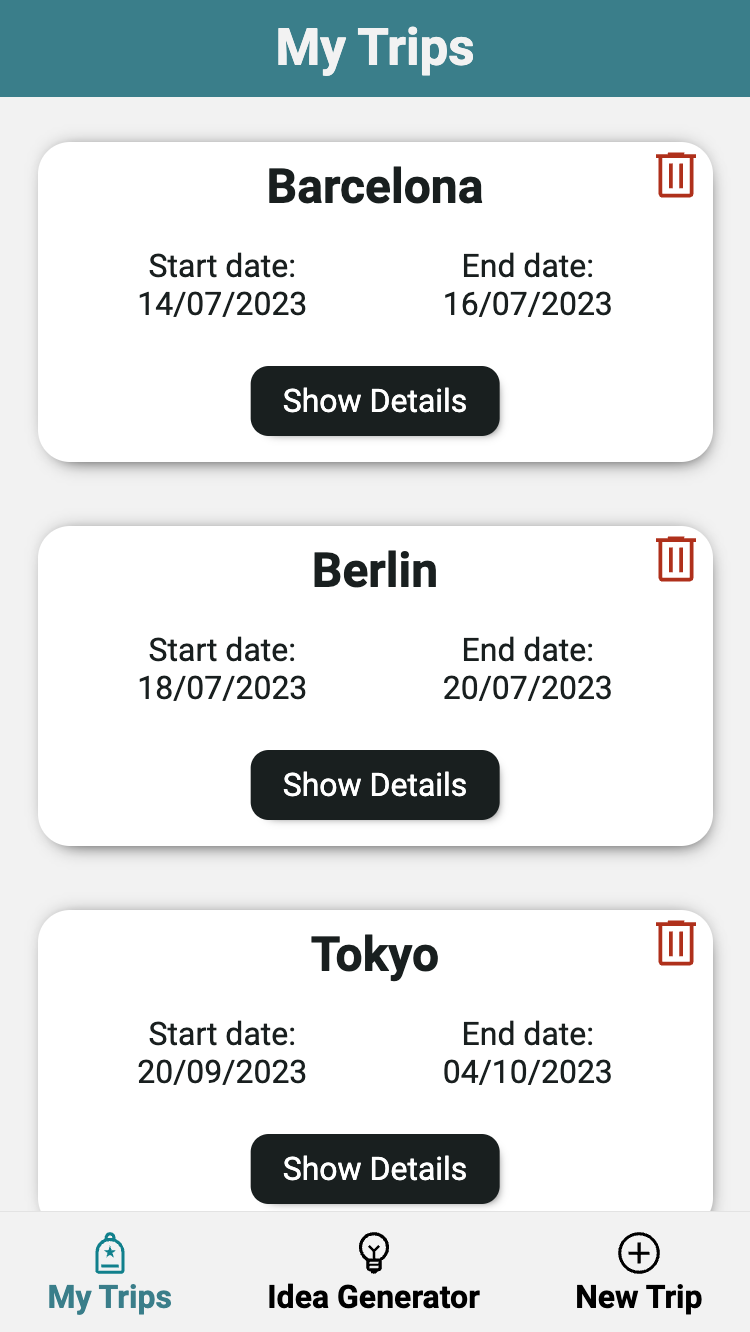 My Trips
Barcelona
Start date:
14/07/2023
End date:
16/07/2023
Show Details
Berlin
Start date:
18/07/2023
End date:
20/07/2023
Show Details
Tokyo
Start date:
20/09/2023
End date:
04/10/2023
Show Details
My Trips
Idea Generator
New Trip